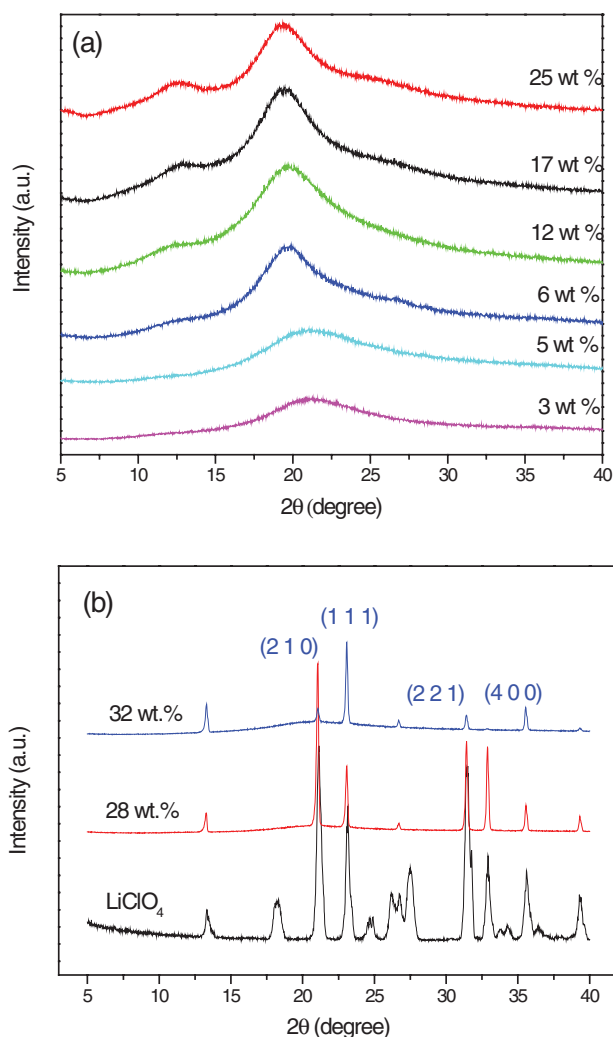 (a)
25 wt %
17 wt %
12 wt %
6 wt %
5 wt %
3 wt %
Intensity (a.u.)
5 10 15 20 25 30 35 40
2θ (degree)
(b)
(1 1 1)
(2 1 0)
(2 2 1) (4 0 0)
32 wt.%
28 wt.%
LiClO4
Intensity (a.u.)
5 10 15 20 25 30 35 40
2θ (degree)